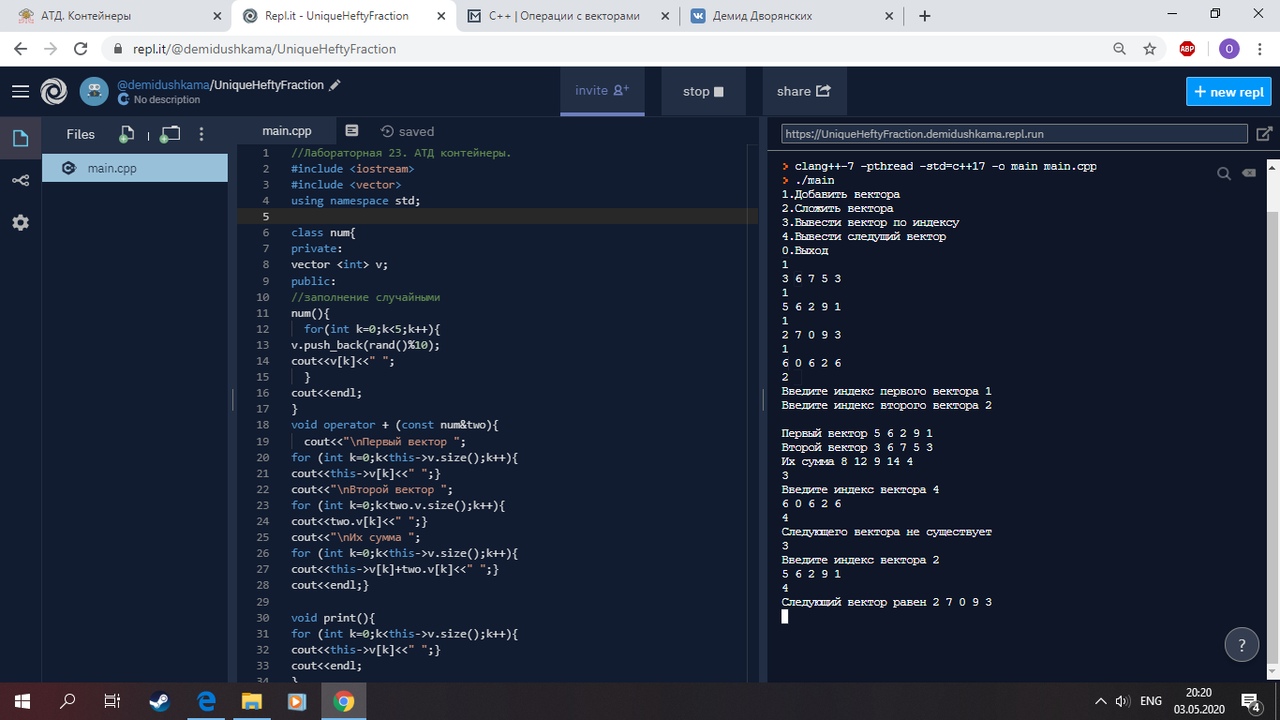 АТД. Контейнеры
Repl.it - UniqueHeftyFraction
C++ | Операции с векторами
Демид Дворянских
repl.it/@demidushkama/UniqueHeftyFraction
ABP
O
@demidushkama/UniqueHeftyFraction
No description
invite
stop
share
+ new repl
Files
main.cpp
main.cpp
saved
1 //Лабораторная 23. АТД контейнеры.
2 #include <iostream>
3 #include <vector>
4 using namespace std;
5
6 class num{
7 private:
8 vector <int> v;
9 public:
10 //заполнение случайными
11 num(){
12 for(int k=0;k<5;k++){
13 v.push_back(rand()%10);
14 cout<<v[k]<<" ";
15 }
16 cout<<endl;
17 }
18 void operator + (const num&two){
19 cout<<"\nПервый вектор ";
20 for (int k=0;k<this->v.size();k++){
21 cout<<this->v[k]<<" ";}
22 cout<<"\nВторой вектор ";
23 for (int k=0;k<two.v.size();k++){
24 cout<<two.v[k]<<" ";}
25 cout<<"\nИх сумма ";
26 for (int k=0;k<this->v.size();k++){
27 cout<<this->v[k]+two.v[k]<<" ";}
28 cout<<endl;}
29
30 void print(){
31 for (int k=0;k<this->v.size();k++){
32 cout<<this->v[k]<<" ";}
33 cout<<endl;
34 }
https://UniqueHeftyFraction.demidushkama.repl.run
> clang++-7 -pthread -std=c++17 -o main main.cpp
> ./main
1.Добавить вектора
2.Сложить вектора
3.Вывести вектор по индексу
4.Вывести следущий вектор
0.Выход
1
3 6 7 5 3
1
5 6 2 9 1
1
2 7 0 9 3
1
6 0 6 2 6
2
Введите индекс первого вектора 1
Введите индекс второго вектора 2
Первый вектор 5 6 2 9 1
Второй вектор 3 6 7 5 3
Их сумма 8 12 9 14 4
3
Введите индекс вектора 4
6 0 6 2 6
4
Следующего вектора не существует
3
Введите индекс вектора 2
5 6 2 9 1
4
Следующий вектор равен 2 7 0 9 3
?
ENG
20:20
03.05.2020
4